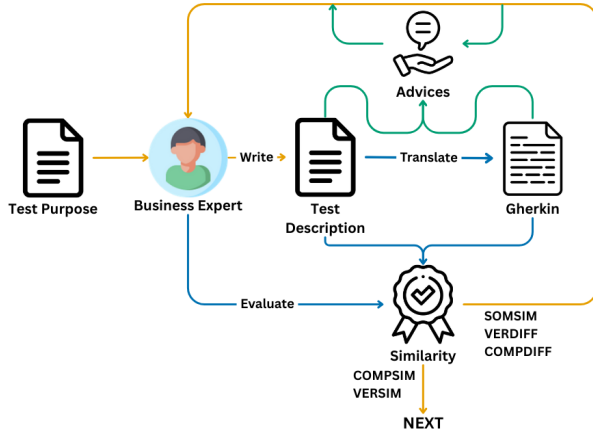 Advices
Write
Translate
Test Purpose
Business Expert
Test
Description
Gherkin
Evaluate
SOMSIM
VERDIFF
COMPDIFF
Similarity
COMPSIM
VERSIM
NEXT